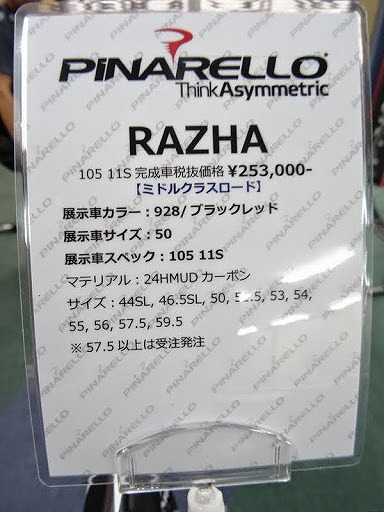 PINARELLO
ThinkAsymmetric
RAZHA
105 11S 完成車税抜価格 ¥253,000-
【ミドルクラスロード】
展示車カラー：928/ ブラックレッド
展示車サイズ：50
展示車スペック：105 11S
マテリアル：24HMUD カーボン
サイズ：44SL, 46.5SL, 50, 51.5, 53, 54,
55, 56, 57.5, 59.5
※ 57.5 以上は受注発注